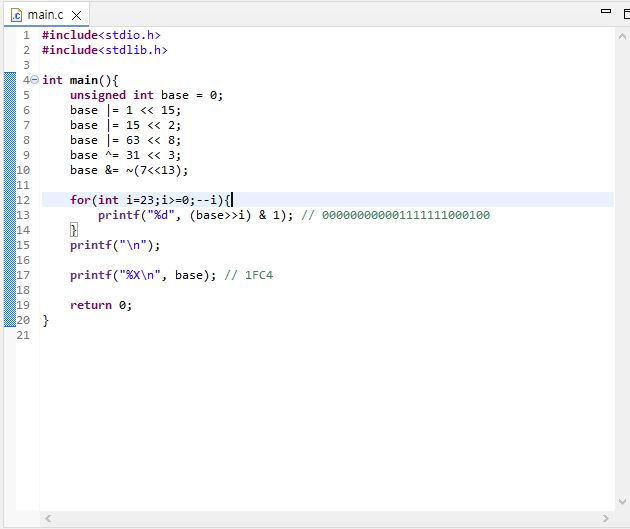 main.c
1 #include<stdio.h>
2 #include<stdlib.h>
3
4 int main(){
5     unsigned int base = 0;
6     base |= 1 << 15;
7     base |= 15 << 2;
8     base |= 63 << 8;
9     base ^= 31 << 3;
10     base &= ~(7<<13);
11
12     for(int i=23;i>=0;--i){
13         printf("%d", (base>>i) & 1); // 000000000001111111000100
14     }
15     printf("\n");
16
17     printf("%X\n", base); // 1FC4
18
19     return 0;
20 }
21